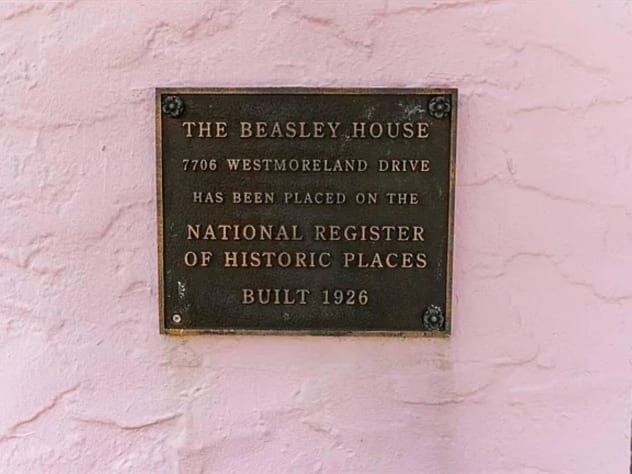 THE BEASLEY HOUSE
7706 WESTMORELAND DRIVE
HAS BEEN PLACED ON THE
NATIONAL REGISTER
OF HISTORIC PLACES
BUILT 1926